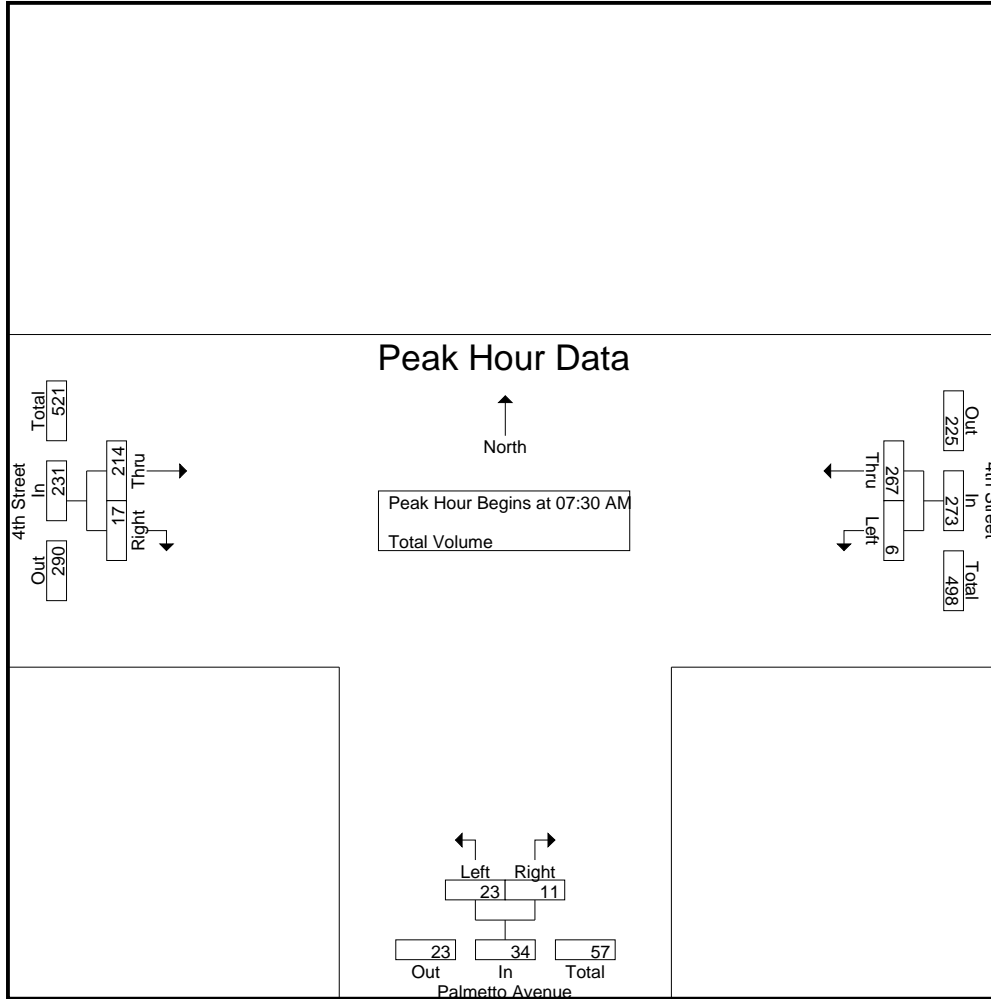 Peak Hour Data
North
Peak Hour Begins at 07:30 AM
Total Volume
4th Street
Total
521
In
231
Out
290
214
Thru
17
Right
4th Street
Out
225
In
273
Total
498
Thru
267
Left
6
Left
Right
23
11
23
34
57
Out
In
Total
Palmetto Avenue